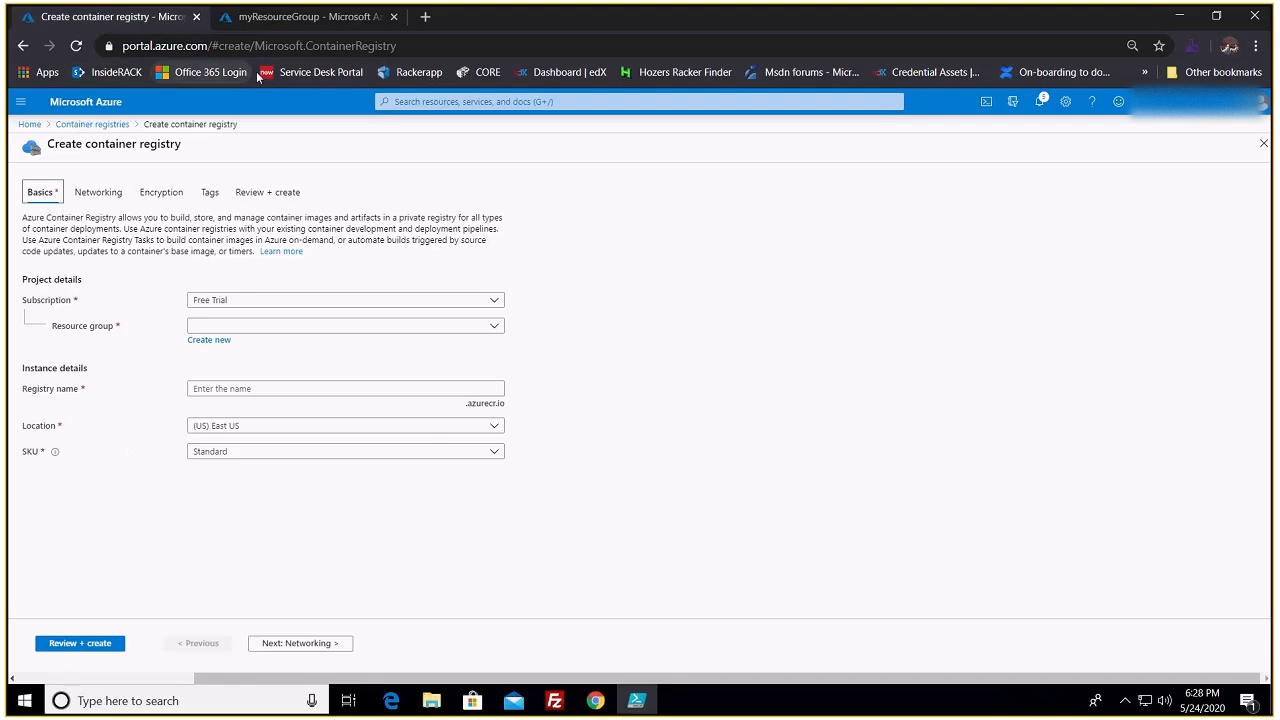 Create container registry - Micros
myResourceGroup - Microsoft Az
portal.azure.com/#create/Microsoft.ContainerRegistry
Apps
InsideRACK
Office 365 Login
now
Service Desk Portal
Rackerapp
CORE
Dashboard | edX
Hozers Racker Finder
Msdn forums - Micr...
Credential Assets |...
On-boarding to do...
»
Other bookmarks
Microsoft Azure
Search resources, services, and docs (G+/)
Home > Container registries > Create container registry
Create container registry
Basics *
Networking
Encryption
Tags
Review + create
Azure Container Registry allows you to build, store, and manage container images and artifacts in a private registry for all types
of container deployments. Use Azure container registries with your existing container development and deployment pipelines.
Use Azure Container Registry Tasks to build container images in Azure on-demand, or automate builds triggered by source
code updates, updates to a container's base image, or timers. Learn more
Project details
Subscription *
Free Trial
Resource group *
Create new
Instance details
Registry name *
Enter the name
.azurecr.io
Location *
(US) East US
SKU *
Standard
Review + create
< Previous
Next: Networking >
Type here to search
6:28 PM
5/24/2020
1